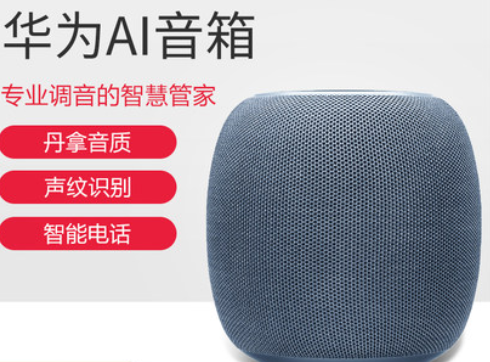 华为AI音箱
专业调音的智慧管家
丹拿音质
声纹识别
智能电话